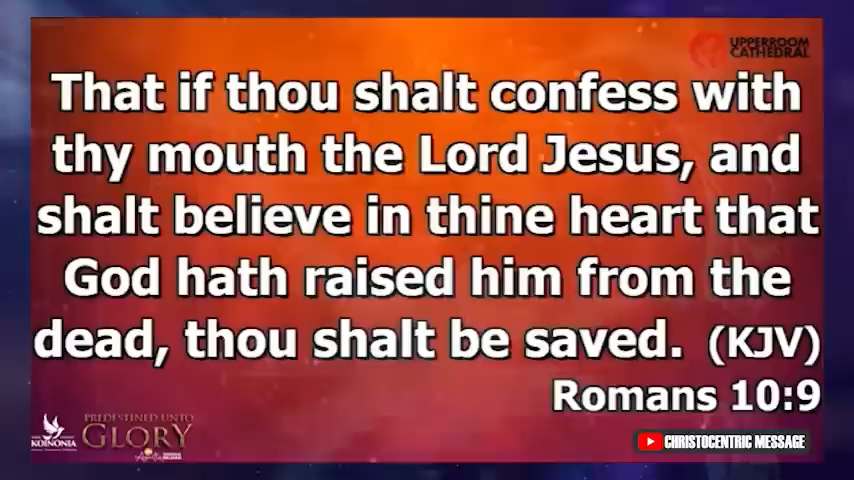 UPPERROOM
CATHEDRAL
That if thou shalt confess with
thy mouth the Lord Jesus, and
shalt believe in thine heart that
God hath raised him from the
dead, thou shalt be saved. (KJV)
Romans 10:9
KOINONIA
PREDESTINED UNTO
GLORY
CHRISTOCENTRIC MESSAGE